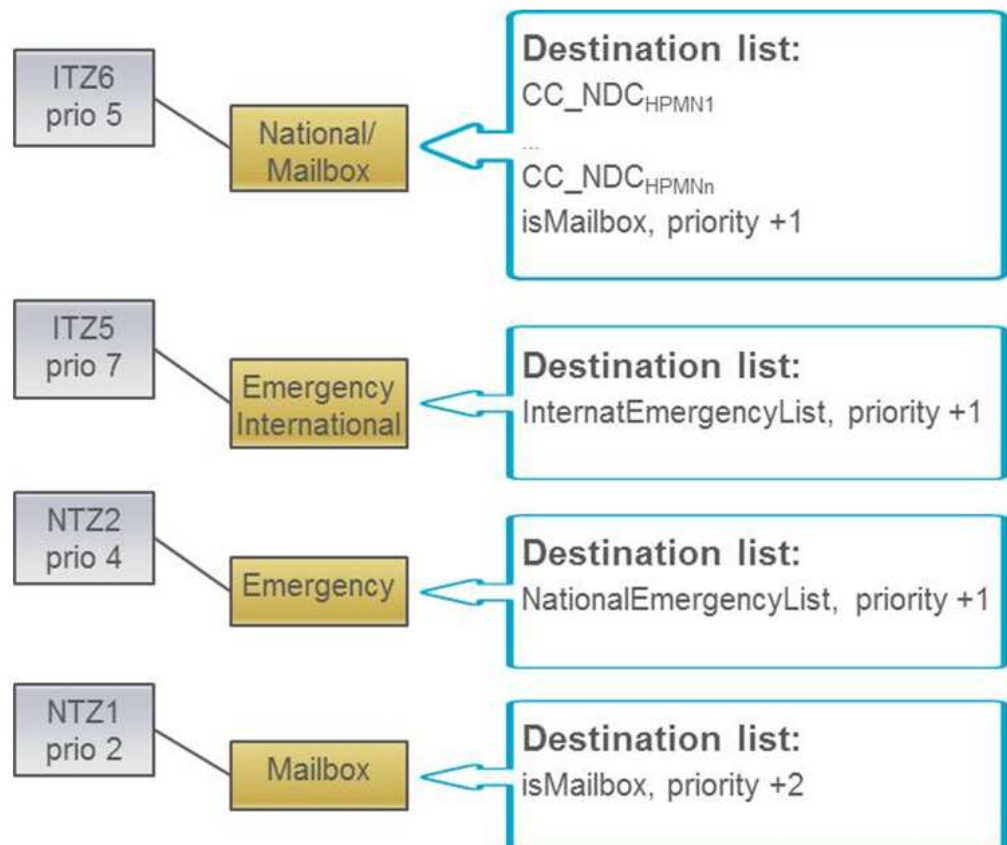 ITZ6
prio 5
National/
Mailbox
Destination list:
CC_NDCHPMN1
...
CC_NDCHPMNn
isMailbox, priority +1
ITZ5
prio 7
Emergency
International
Destination list:
InternatEmergencyList, priority +1
NTZ2
prio 4
Emergency
Destination list:
NationalEmergencyList, priority +1
NTZ1
prio 2
Mailbox
Destination list:
isMailbox, priority +2